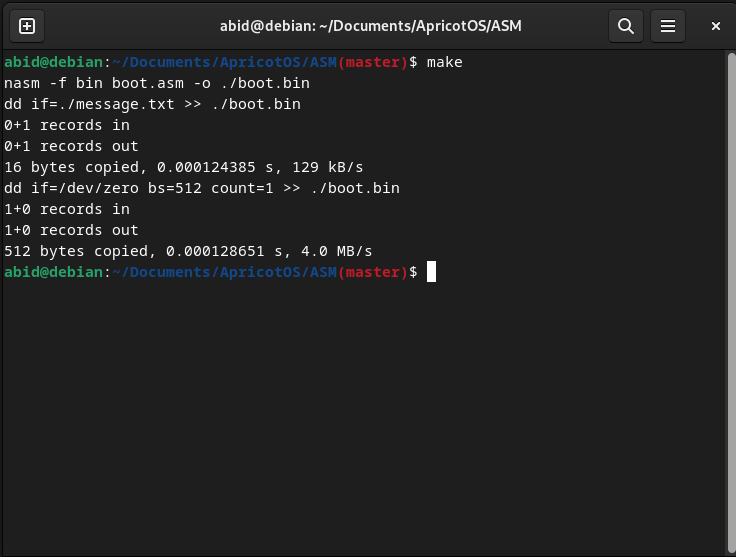 abid@debian: ~/Documents/ApricotOS/ASM
abid@debian:~/Documents/ApricotOS/ASM(master)$ make
nasm -f bin boot.asm -o ./boot.bin
dd if=./message.txt >> ./boot.bin
0+1 records in
0+1 records out
16 bytes copied, 0.000124385 s, 129 kB/s
dd if=/dev/zero bs=512 count=1 >> ./boot.bin
1+0 records in
1+0 records out
512 bytes copied, 0.000128651 s, 4.0 MB/s
abid@debian:~/Documents/ApricotOS/ASM(master)$